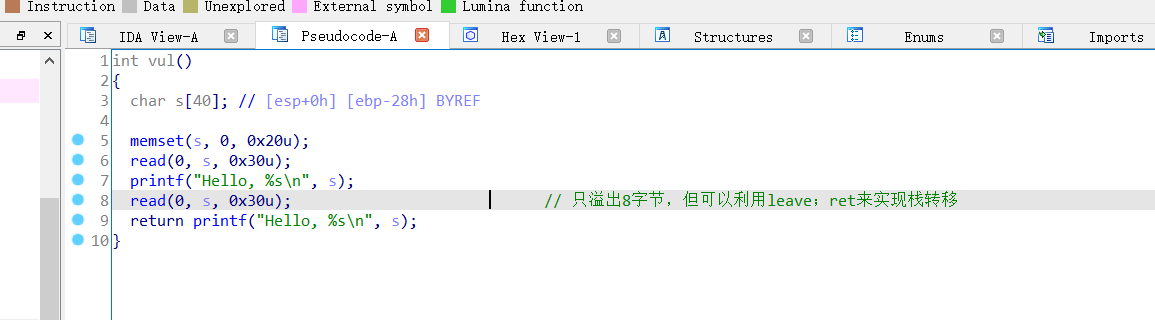 Instruction Data Unexplored External symbol Lumina function
IDA View-A Pseudocode-A Hex View-1 Structures Enums Imports
1 int vul()
2 {
3 char s[40]; // [esp+0h] [ebp-28h] BYREF
4
5 memset(s, 0, 0x20u);
6 read(0, s, 0x30u);
7 printf("Hello, %s\n", s);
8 read(0, s, 0x30u); // 只溢出8字节，但可以利用leave；ret来实现栈转移
9 return printf("Hello, %s\n", s);
10 }